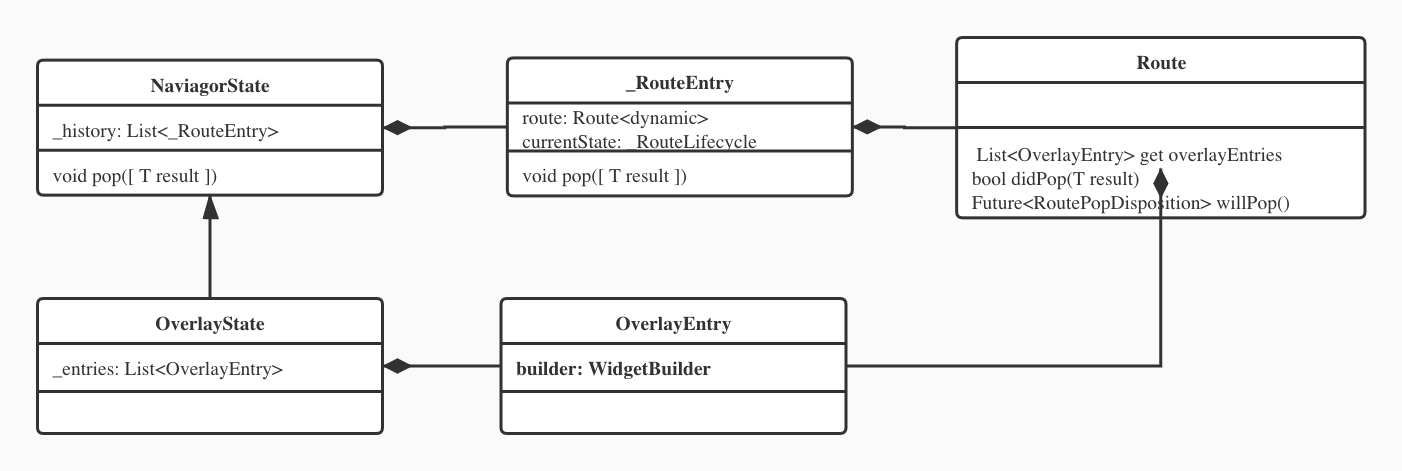 NaviagorState
_history: List<_RouteEntry>
void pop([ T result ])
_RouteEntry
route: Route<dynamic>
currentState: _RouteLifecycle
void pop([ T result ])
Route
List<OverlayEntry> get overlayEntries
bool didPop(T result)
Future<RoutePopDisposition> willPop()
OverlayState
_entries: List<OverlayEntry>
OverlayEntry
builder: WidgetBuilder